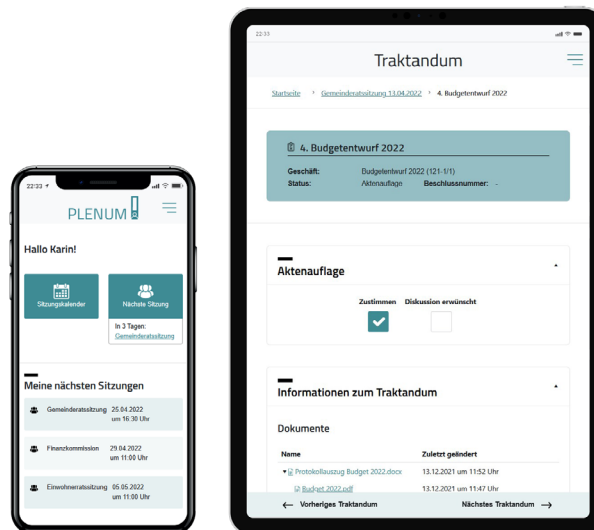 22:33
PLENUM
Hallo Karin!
Sitzungskalender
Nächste Sitzung
In 3 Tagen:
Gemeinderatssitzung
Meine nächsten Sitzungen
Gemeinderatssitzung 25.04.2022
um 16:30 Uhr
Finanzkommission 29.04.2022
um 11:00 Uhr
Einwohnerratssitzung 05.05.2022
um 11:00 Uhr
22:33
Traktandum
Startseite › Gemeinderatssitzung 13.04.2022 › 4. Budgetentwurf 2022
4. Budgetentwurf 2022
Geschäft: Budgetentwurf 2022 (121-1/1)
Status: Aktenauflage Beschlussnummer: -
Aktenauflage
Zustimmen Diskussion erwünscht
Informationen zum Traktandum
Dokumente
Name Zuletzt geändert
Protokollauszug Budget 2022.docx 13.12.2021 um 11:52 Uhr
Budget 2022.pdf 13.12.2021 um 11:47 Uhr
← Vorheriges Traktandum Nächstes Traktandum →